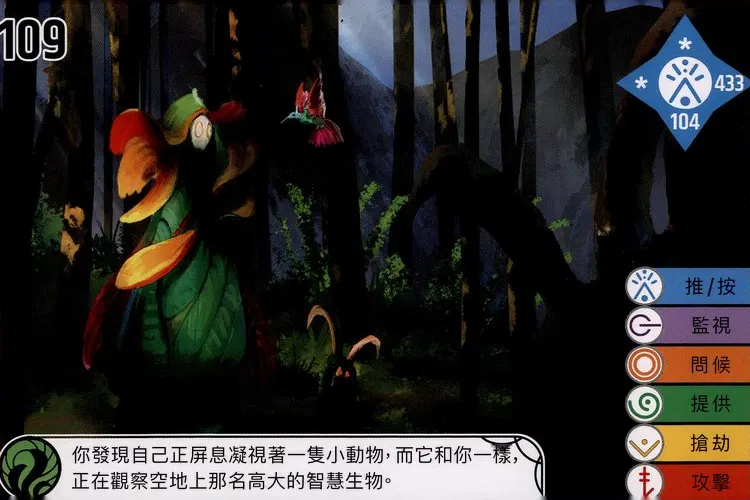 109
*
* 433
104
推/按
監視
問候
提供
搶劫
攻擊
你發現自己正屏息凝視著一隻小動物，而它和你一樣，
正在觀察空地上那名高大的智慧生物。